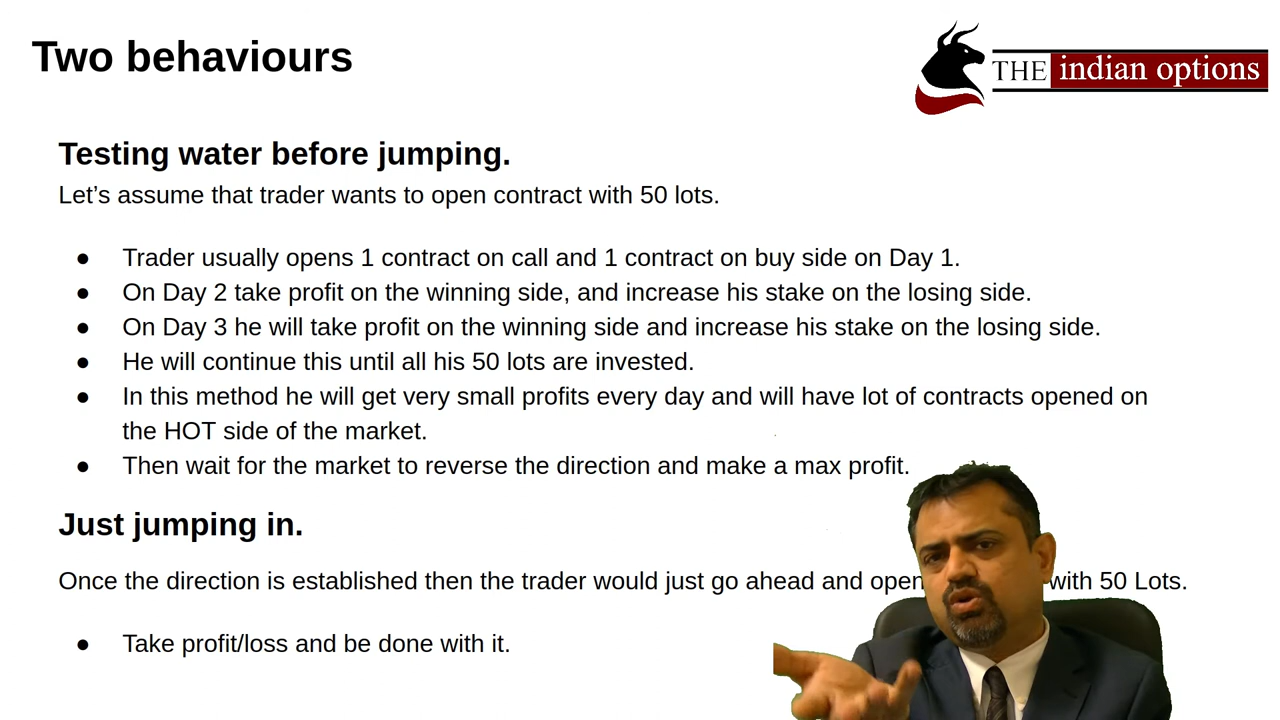 Two behaviours
THE indian options
Testing water before jumping.
Let’s assume that trader wants to open contract with 50 lots.
● Trader usually opens 1 contract on call and 1 contract on buy side on Day 1.
● On Day 2 take profit on the winning side, and increase his stake on the losing side.
● On Day 3 he will take profit on the winning side and increase his stake on the losing side.
● He will continue this until all his 50 lots are invested.
● In this method he will get very small profits every day and will have lot of contracts opened on
the HOT side of the market.
● Then wait for the market to reverse the direction and make a max profit.
Just jumping in.
Once the direction is established then the trader would just go ahead and open with 50 Lots.
● Take profit/loss and be done with it.